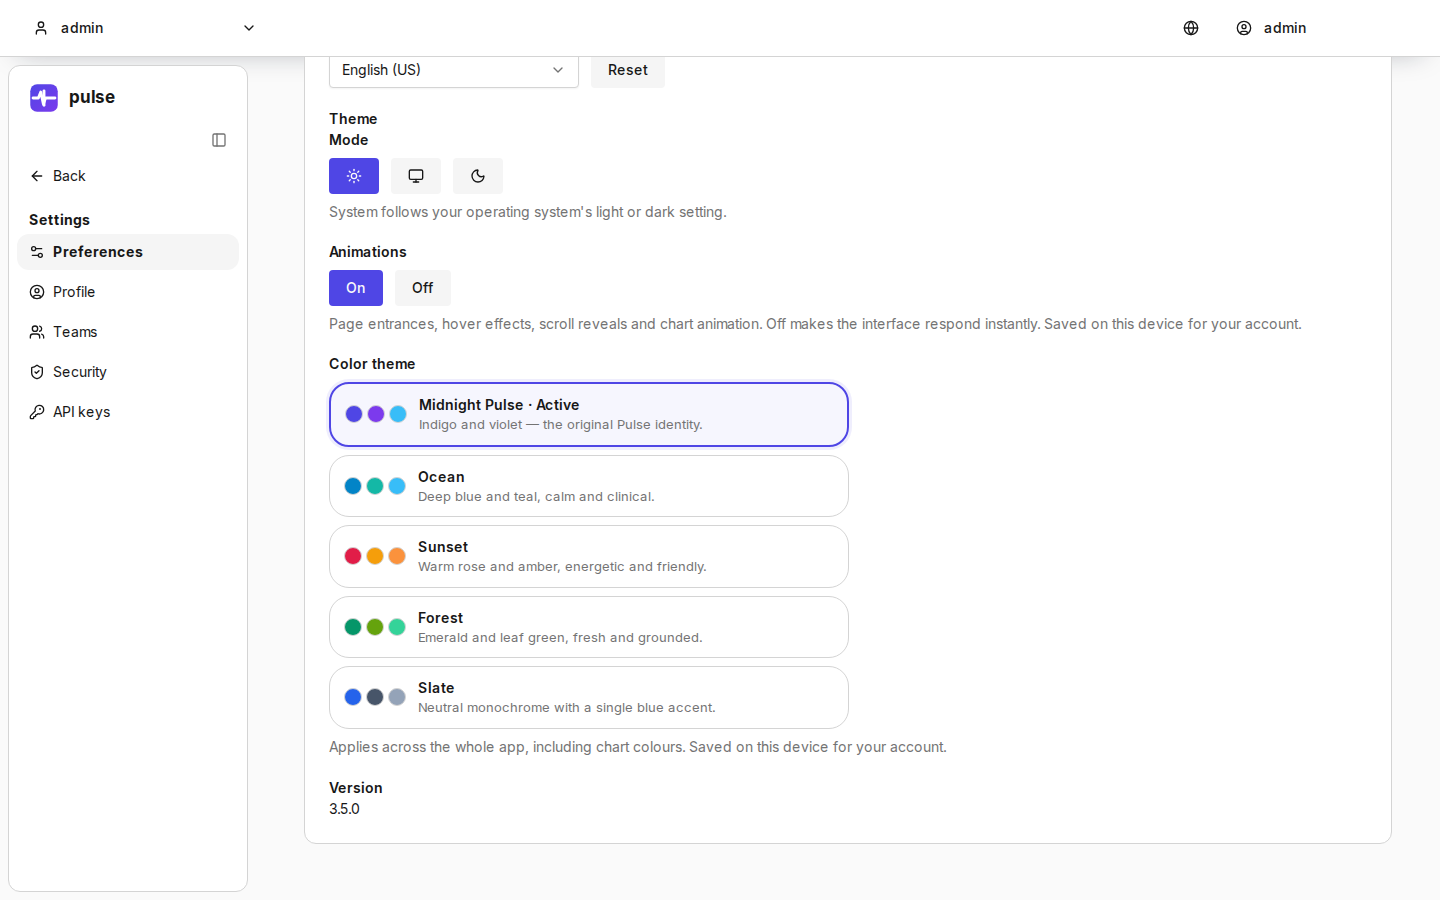 admin
admin
pulse
Back
Settings
Preferences
Profile
Teams
Security
API keys
English (US)
Reset
Theme
Mode
System follows your operating system's light or dark setting.
Animations
On
Off
Page entrances, hover effects, scroll reveals and chart animation. Off makes the interface respond instantly. Saved on this device for your account.
Color theme
Midnight Pulse · Active
Indigo and violet — the original Pulse identity.
Ocean
Deep blue and teal, calm and clinical.
Sunset
Warm rose and amber, energetic and friendly.
Forest
Emerald and leaf green, fresh and grounded.
Slate
Neutral monochrome with a single blue accent.
Applies across the whole app, including chart colours. Saved on this device for your account.
Version
3.5.0